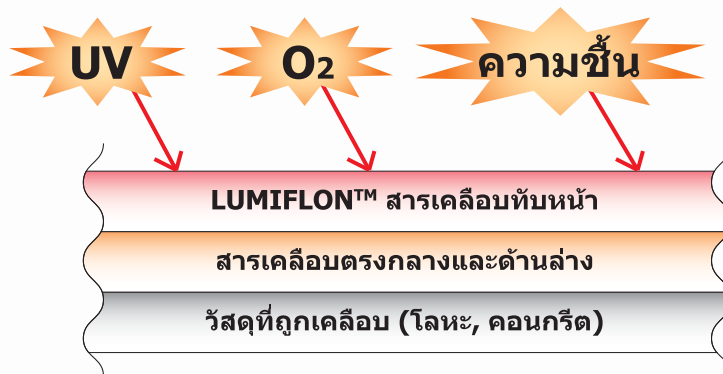 UV
O₂
ความชื้น
LUMIFLON™ สารเคลือบทับหน้า
สารเคลือบตรงกลางและด้านล่าง
วัสดุที่ถูกเคลือบ (โลหะ, คอนกรีต)